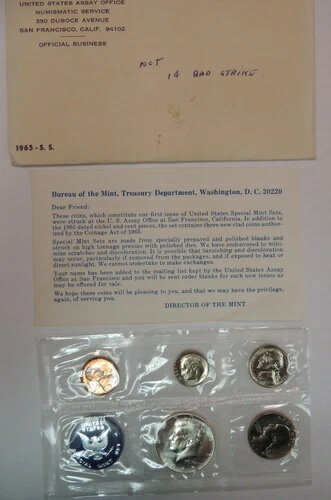 UNITED STATES ASSAY OFFICE
NUMISMATIC SERVICE
350 DUBOCE AVENUE
SAN FRANCISCO, CALIF. 94102
OFFICIAL BUSINESS
NOT
1¢ BAD STRIKE
1965-S. S.
Bureau of the Mint, Treasury Department, Washington, D. C. 20220
Dear Friend:
These coins, which constitute our first issue of United States Special Mint Sets,
were struck at the U. S. Assay Office at San Francisco, California. In addition to
the 1965 dated nickel and cent pieces, the set contains three new clad coins author-
ized by the Coinage Act of 1965.
Special Mint Sets are made from specially prepared and polished blanks and
struck on high tonnage presses with polished dies. We have endeavored to mini-
mize scratches and discoloration. It is possible that tarnishing and discoloration
may occur, particularly if removed from the packages, and if exposed to heat or
direct sunlight. We cannot undertake to make exchanges.
Your name has been added to the mailing list kept by the United States Assay
Office at San Francisco and you will be sent order blanks for such new issues as
may be offered for sale.
We hope these coins will be pleasing to you, and that we may have the privilege,
again, of serving you.
DIRECTOR OF THE MINT
UNITED
STATES
SPECIAL MINT SET